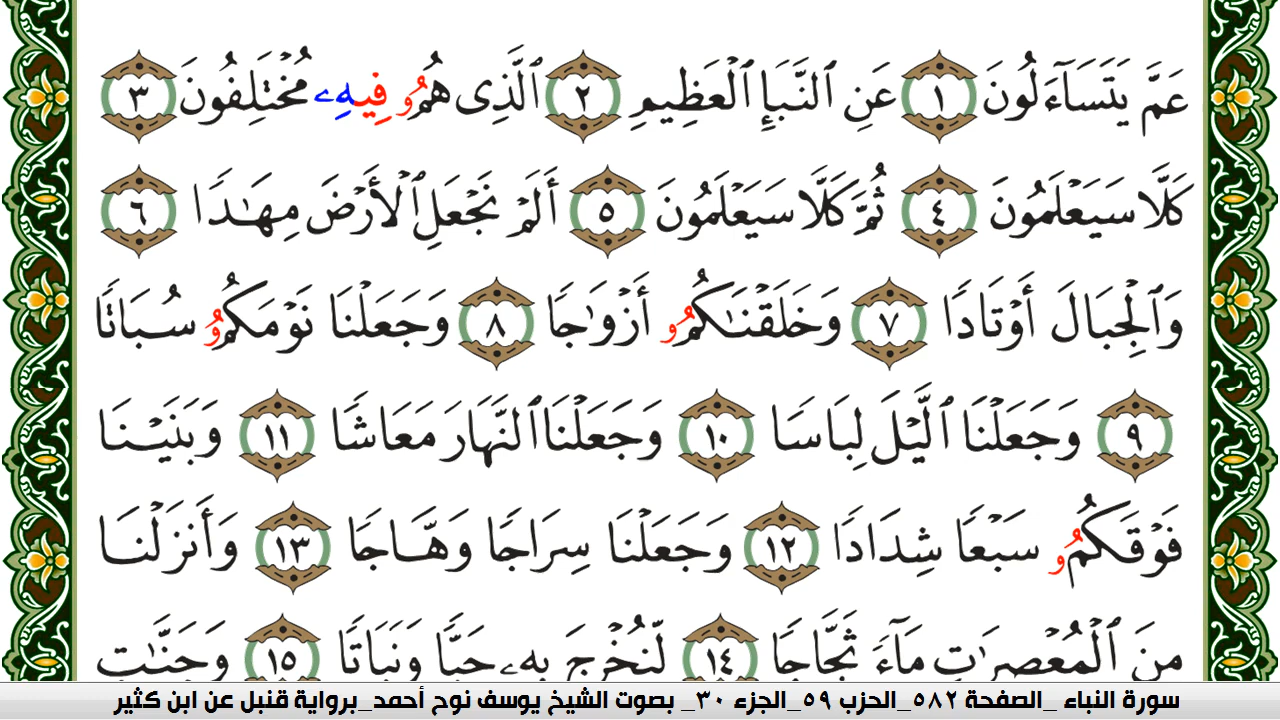 عَمَّ يَتَسَآءَلُونَ ١ عَنِ ٱلنَّبَإِ ٱلْعَظِيمِ ٢ ٱلَّذِى هُمُۥ فِيهِۦ مُخْتَلِفُونَ ٣
كَلَّا سَيَعْلَمُونَ ٤ ثُمَّ كَلَّا سَيَعْلَمُونَ ٥ أَلَمْ نَجْعَلِ ٱلْأَرْضَ مِهَٰدًا ٦
وَٱلْجِبَالَ أَوْتَادًا ٧ وَخَلَقْنَٰكُمُۥ أَزْوَٰجًا ٨ وَجَعَلْنَا نَوْمَكُمُۥ سُبَاتًا
٩ وَجَعَلْنَا ٱلَّيْلَ لِبَاسًا ١٠ وَجَعَلْنَا ٱلنَّهَارَ مَعَاشًا ١١ وَبَنَيْنَا
فَوْقَكُمُۥ سَبْعًا شِدَادًا ١٢ وَجَعَلْنَا سِرَاجًا وَهَّاجًا ١٣ وَأَنزَلْنَا
مِنَ ٱلْمُعْصِرَٰتِ مَآءً ثَجَّاجًا ١٤ لِّنُخْرِجَ بِهِۦ حَبًّا وَنَبَاتًا ١٥ وَجَنَّٰتٍ
سورة النباء _الصفحة ٥٨٢_الحزب ٥٩_الجزء ٣٠_ بصوت الشيخ يوسف نوح أحمد_برواية قنبل عن ابن كثير